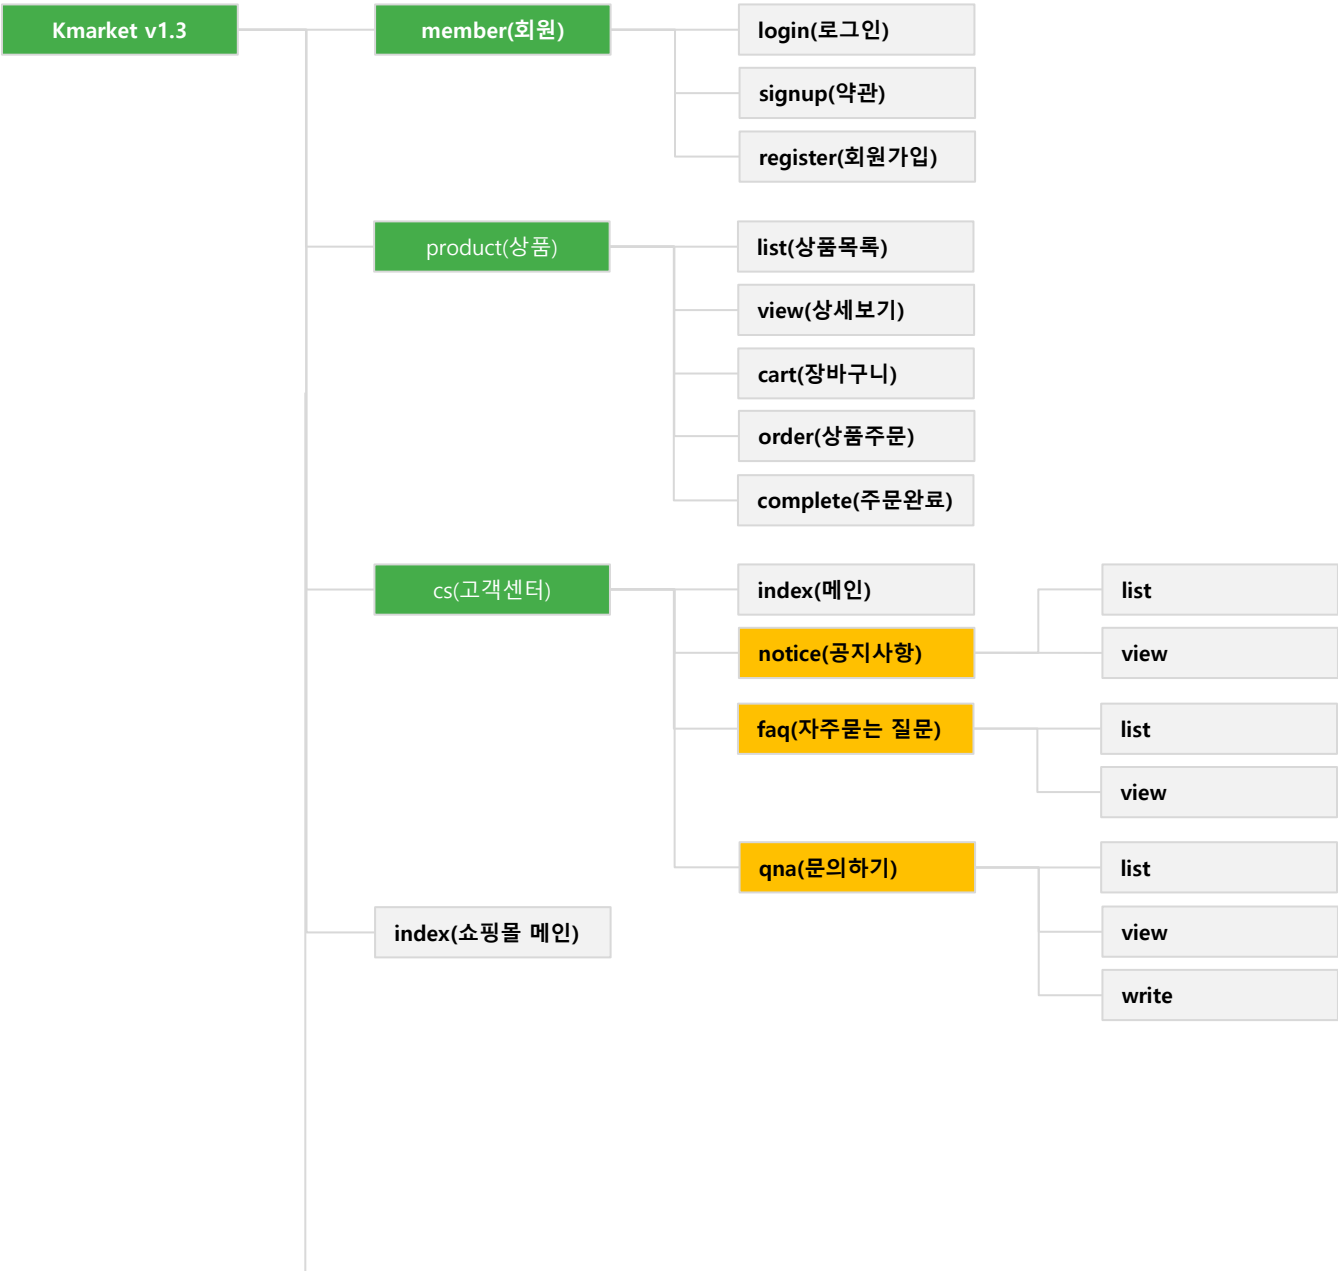 Kmarket v1.3
member(회원)
login(로그인)
signup(약관)
register(회원가입)
product(상품)
list(상품목록)
view(상세보기)
cart(장바구니)
order(상품주문)
complete(주문완료)
cs(고객센터)
index(메인)
list
notice(공지사항)
view
faq(자주묻는 질문)
list
view
qna(문의하기)
list
index(쇼핑몰 메인)
view
write